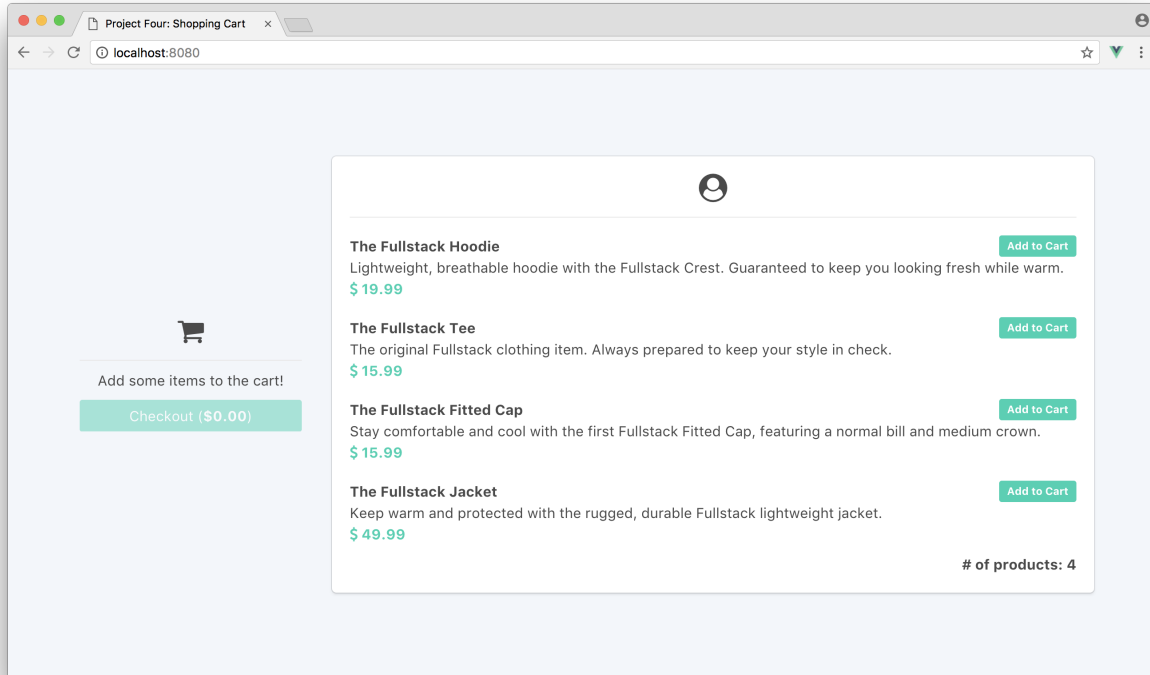 Project Four: Shopping Cart
localhost:8080
Add some items to the cart!
Checkout ($0.00)
The Fullstack Hoodie
Add to Cart
Lightweight, breathable hoodie with the Fullstack Crest. Guaranteed to keep you looking fresh while warm.
$ 19.99
The Fullstack Tee
Add to Cart
The original Fullstack clothing item. Always prepared to keep your style in check.
$ 15.99
The Fullstack Fitted Cap
Add to Cart
Stay comfortable and cool with the first Fullstack Fitted Cap, featuring a normal bill and medium crown.
$ 15.99
The Fullstack Jacket
Add to Cart
Keep warm and protected with the rugged, durable Fullstack lightweight jacket.
$ 49.99
# of products: 4